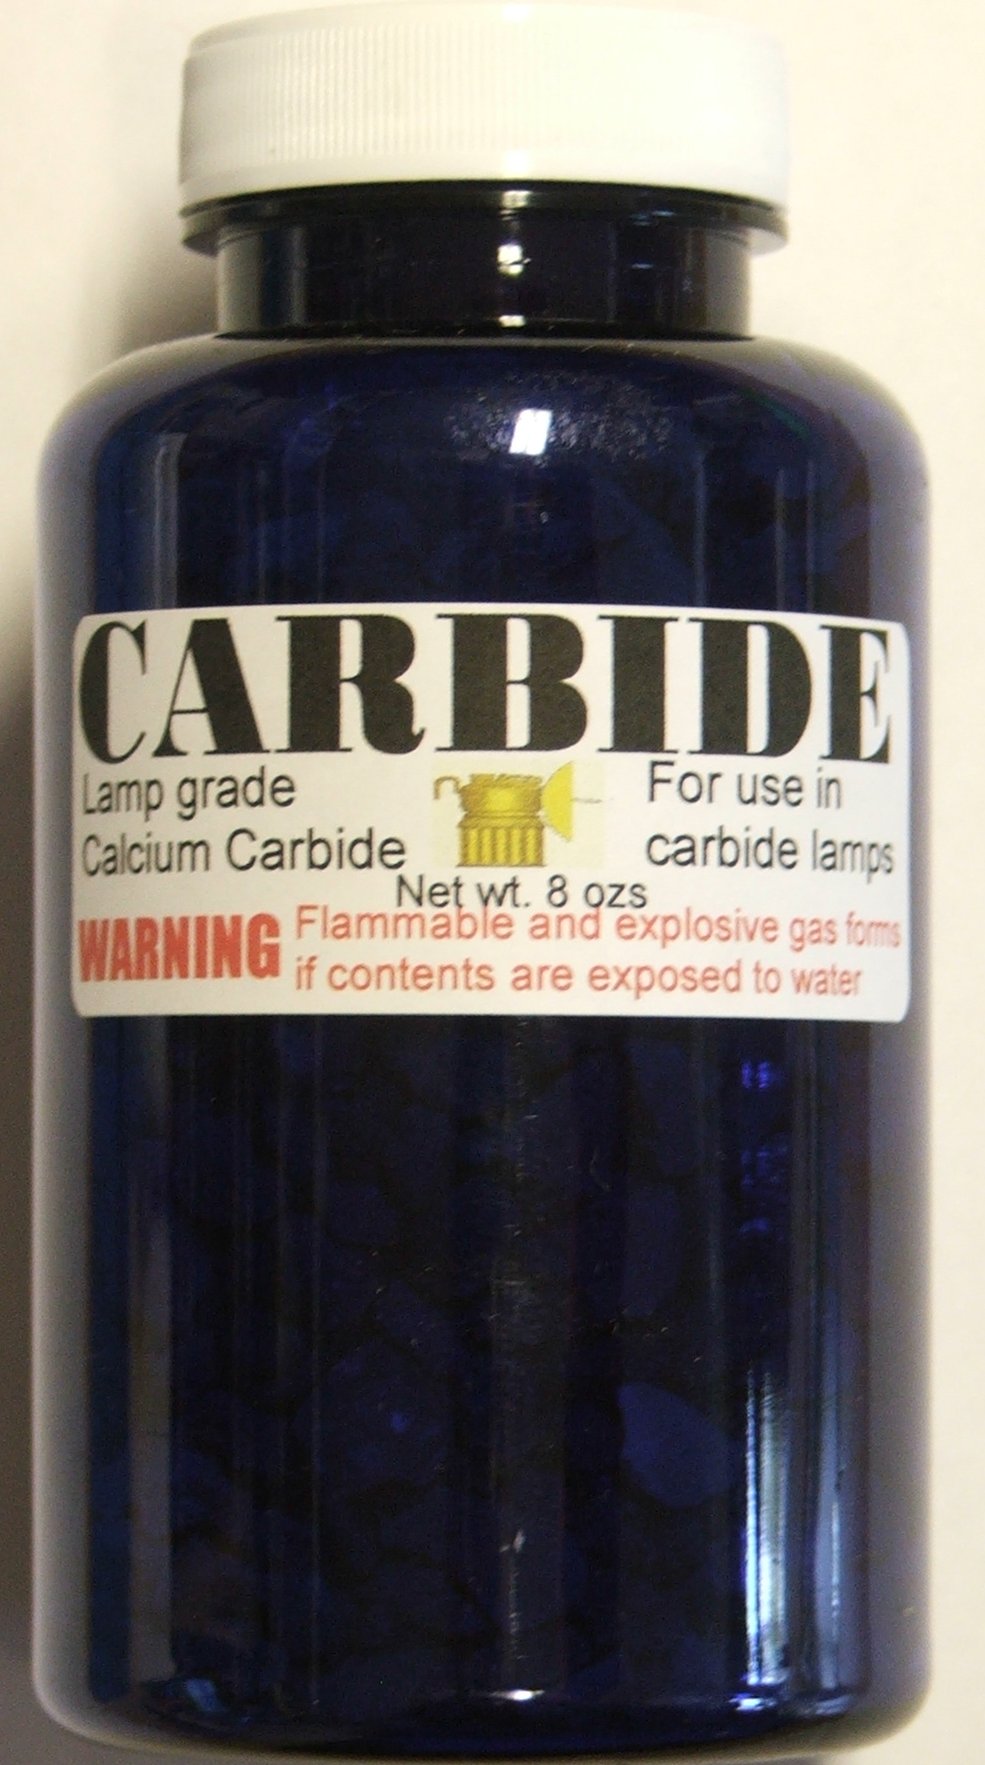 CARBIDE
Lamp grade
Calcium Carbide
For use in
carbide lamps
Net wt. 8 ozs
WARNING Flammable and explosive gas forms
if contents are exposed to water